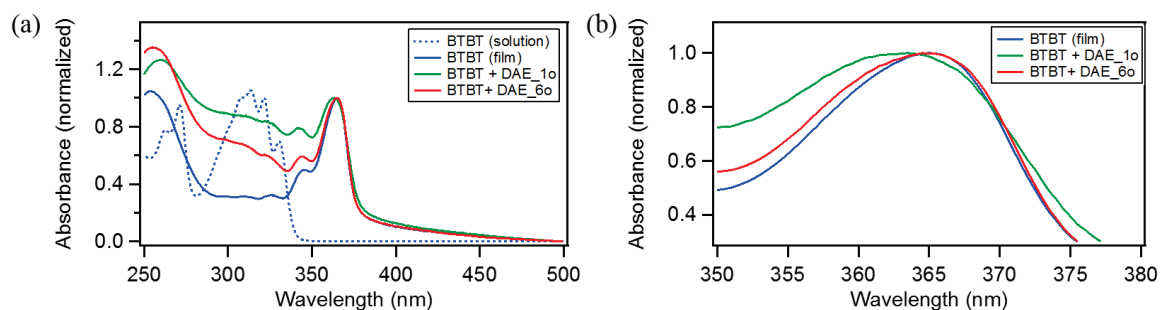 (a)
Absorbance (normalized)
1.2
0.8
0.4
0.0
BTBT (solution)
BTBT (film)
BTBT + DAE_1o
BTBT + DAE_6o
250
300
350
400
450
500
Wavelength (nm)
(b)
Absorbance (normalized)
1.0
0.8
0.6
0.4
BTBT (film)
BTBT + DAE_1o
BTBT+ DAE_6o
350
355
360
365
370
375
380
Wavelength (nm)